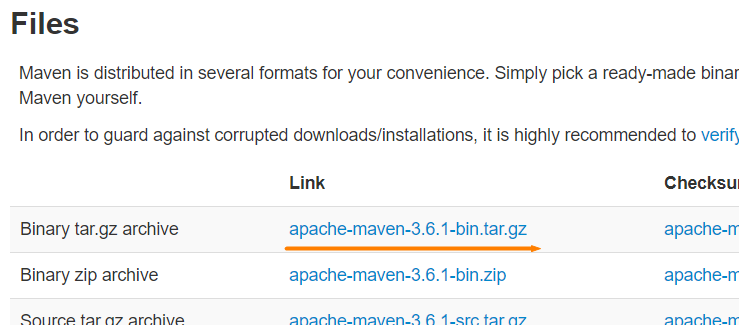 Files
Maven is distributed in several formats for your convenience. Simply pick a ready-made binar
Maven yourself.
In order to guard against corrupted downloads/installations, it is highly recommended to verify
Link Checksu
Binary tar.gz archive apache-maven-3.6.1-bin.tar.gz apache-m
Binary zip archive apache-maven-3.6.1-bin.zip apache-m
Source tar.gz archive apache-maven-3.6.1-src.tar.gz apache-m